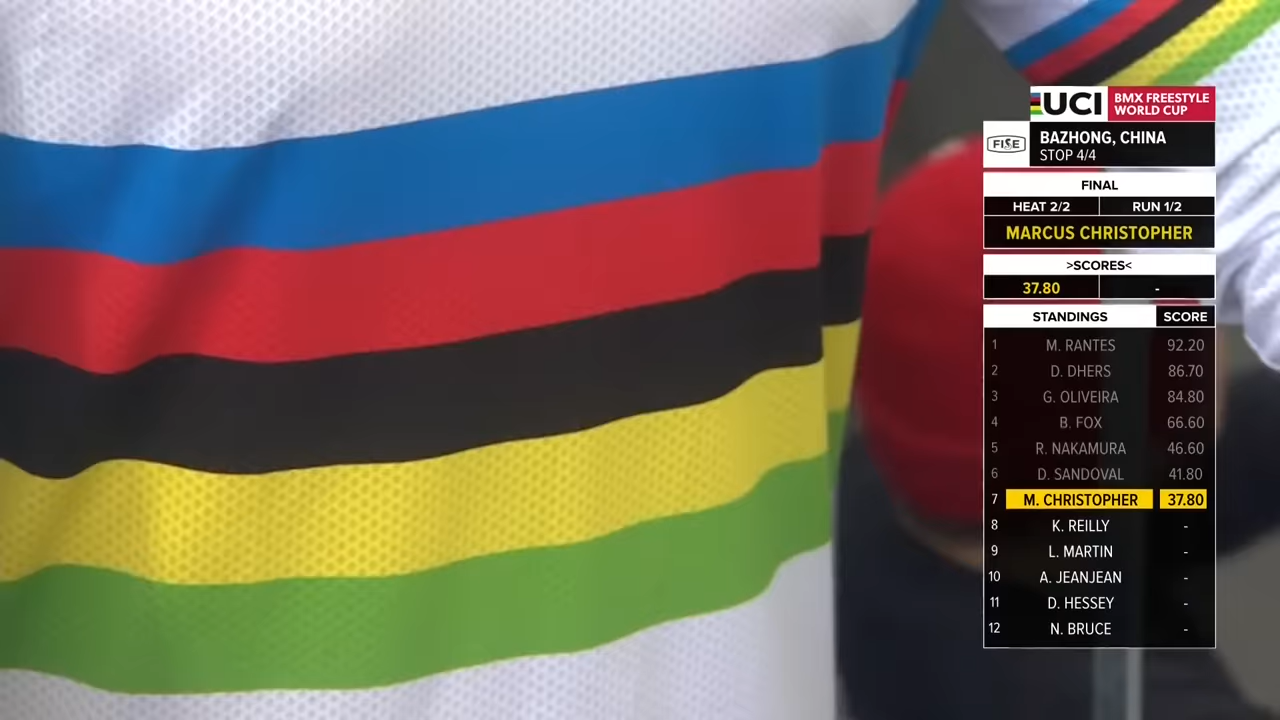 UCI BMX FREESTYLE
WORLD CUP
FISE BAZHONG, CHINA
STOP 4/4
FINAL
HEAT 2/2 RUN 1/2
MARCUS CHRISTOPHER
>SCORES<
37.80 -
STANDINGS SCORE
1 M. RANTES 92.20
2 D. DHERS 86.70
3 G. OLIVEIRA 84.80
4 B. FOX 66.60
5 R. NAKAMURA 46.60
6 D. SANDOVAL 41.80
7 M. CHRISTOPHER 37.80
8 K. REILLY -
9 L. MARTIN -
10 A. JEANJEAN -
11 D. HESSEY -
12 N. BRUCE -